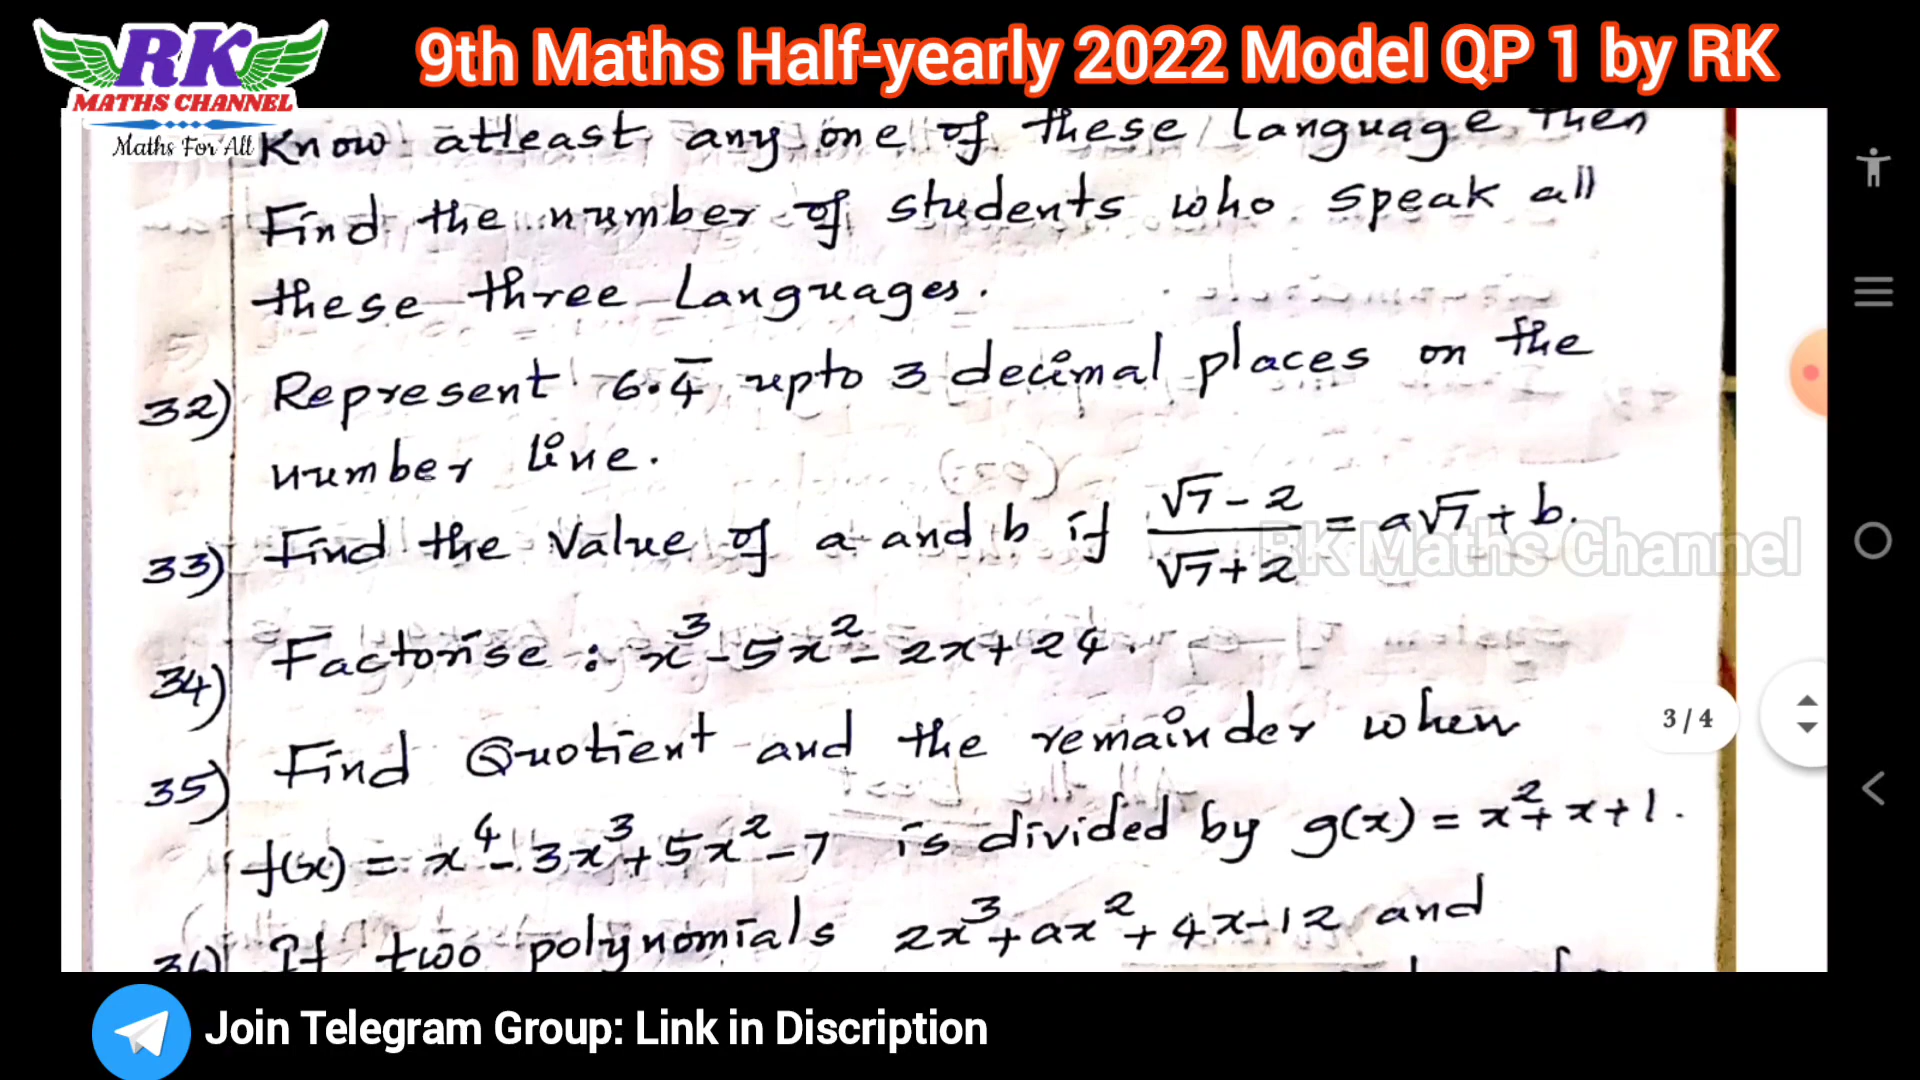 RK
MATHS CHANNEL
Maths For All
9th Maths Half-yearly 2022 Model QP 1 by RK
Know atleast any one of these language then
Find the number of students who speak all
these three Languages.
32) Represent 6.4̅ upto 3 decimal places on the
number line.
33) Find the Value of a and b if (√7 - 2)/(√7 + 2) = a√7 + b.
RK Maths Channel
34) Factorise : x³ - 5x² - 2x + 24.
35) Find Quotient and the remainder when
f(x) = x⁴ - 3x³ + 5x² - 7 is divided by g(x) = x² + x + 1.
3 / 4
36) If two polynomials 2x³ + ax² + 4x - 12 and
Join Telegram Group: Link in Discription